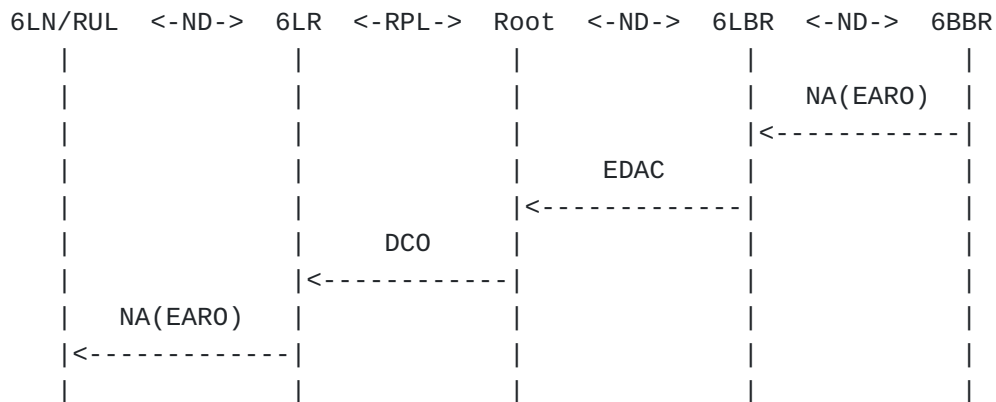 6LN/RUL <-ND-> 6LR <-RPL-> Root <-ND-> 6LBR <-ND-> 6BBR
NA(EARO)
EDAC
DCO
NA(EARO)